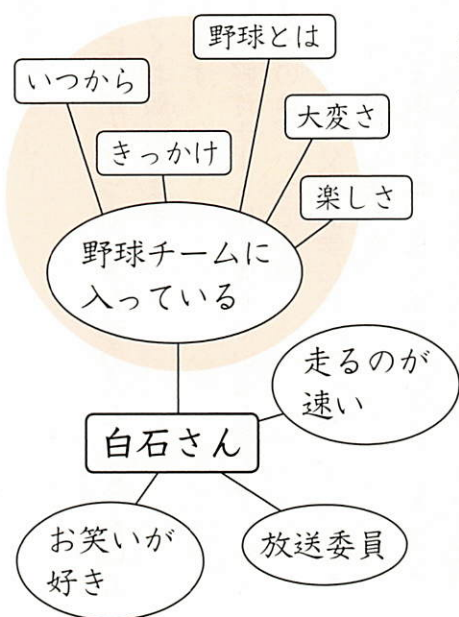 野球とは
いつから
大変さ
きっかけ
楽しさ
野球チームに
入っている
走るのが
速い
白石さん
お笑いが
好き
放送委員